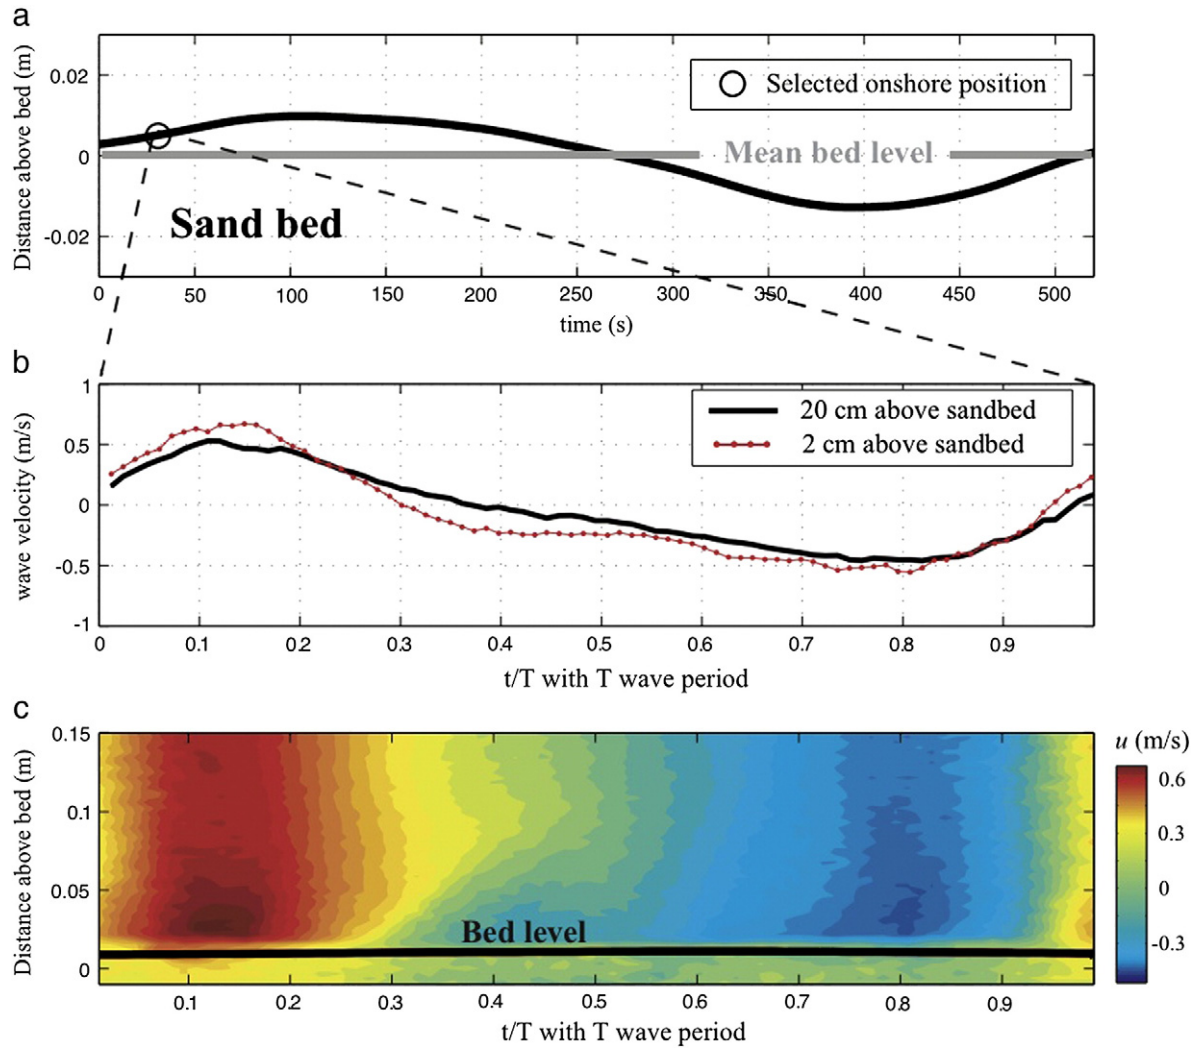 a
Distance above bed (m)
0.02
0
-0.02
Selected onshore position
Mean bed level
Sand bed
0 50 100 150 200 250 300 350 400 450 500
time (s)
b
wave velocity (m/s)
1
0.5
0
-0.5
-1
20 cm above sandbed
2 cm above sandbed
0 0.1 0.2 0.3 0.4 0.5 0.6 0.7 0.8 0.9
t/T with T wave period
c
Distance above bed (m)
0.15
0.1
0.05
0
Bed level
0.1 0.2 0.3 0.4 0.5 0.6 0.7 0.8 0.9
t/T with T wave period
u (m/s)
0.6
0.3
0
-0.3